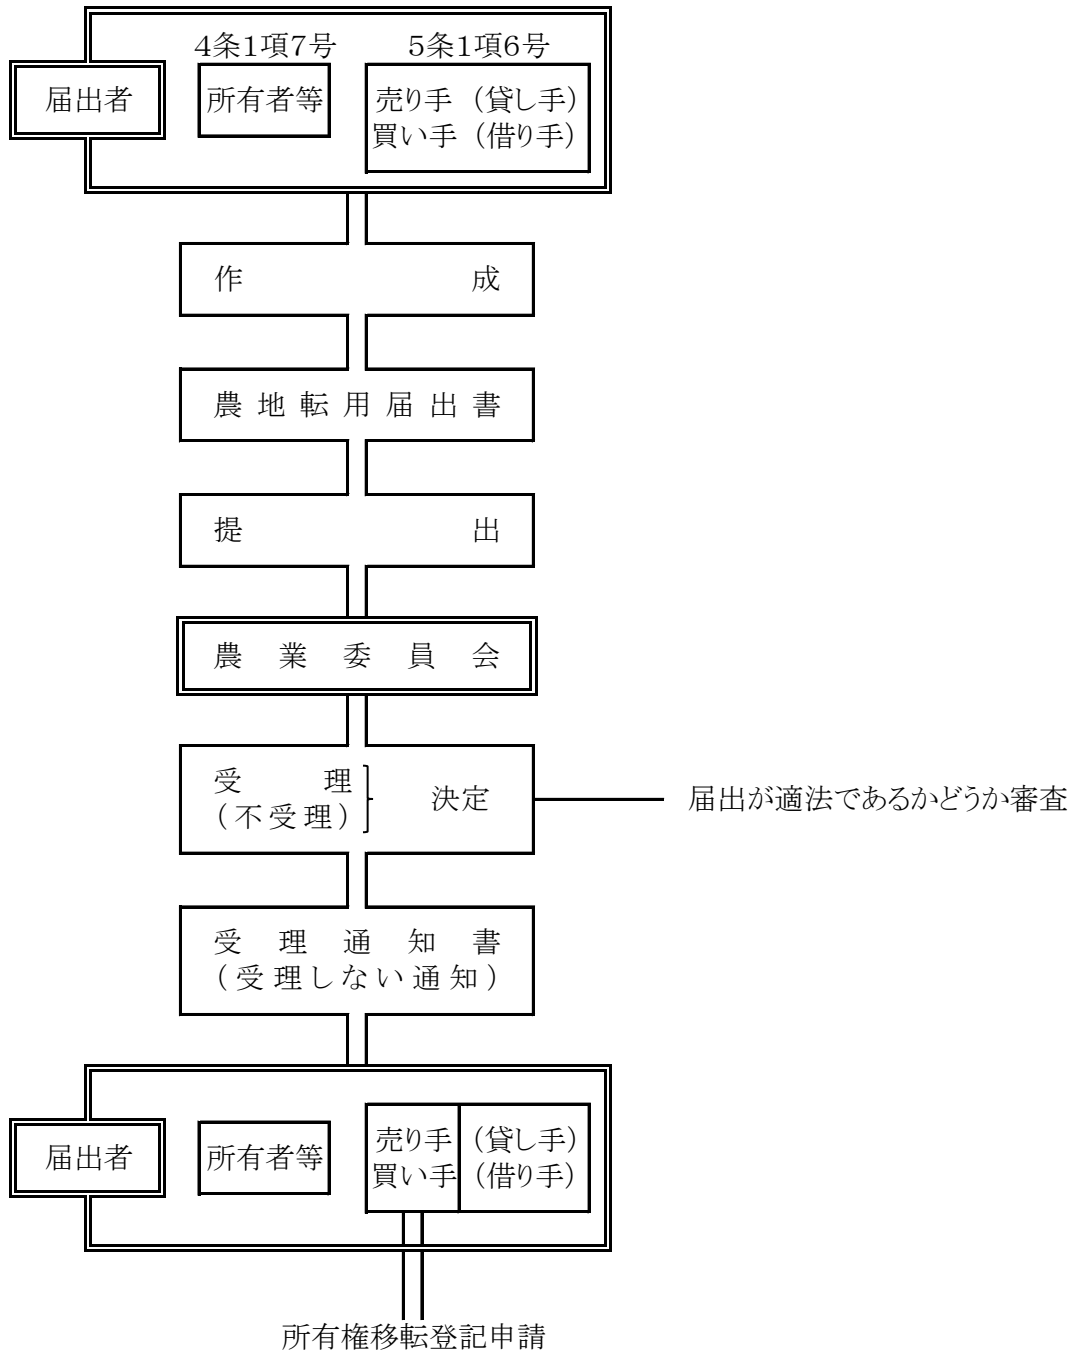 4条1項7号 5条1項6号
届出者 所有者等 売り手 (貸し手)
買い手 (借り手)
作成
農地転用届出書
提出
農業委員会
受理
(不受理)
決定
届出が適法であるかどうか審査
受理通知書
(受理しない通知)
届出者 所有者等 売り手 (貸し手)
買い手 (借り手)
所有権移転登記申請